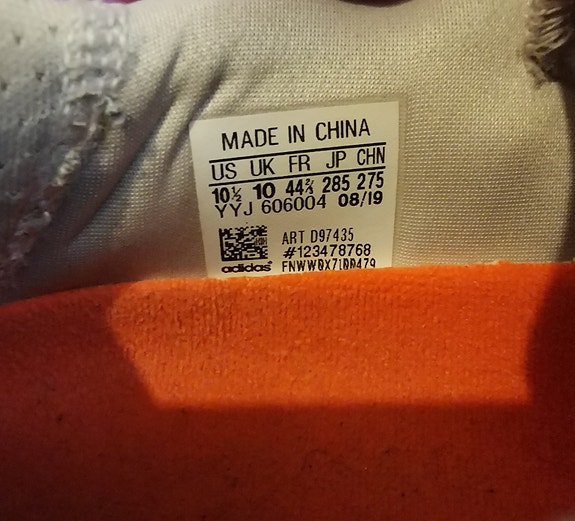 MADE IN CHINA
US UK FR JP CHN
10½ 10 44⅔ 285 275
YYJ 606004 08/19
ART D97435
#123478768
adidas